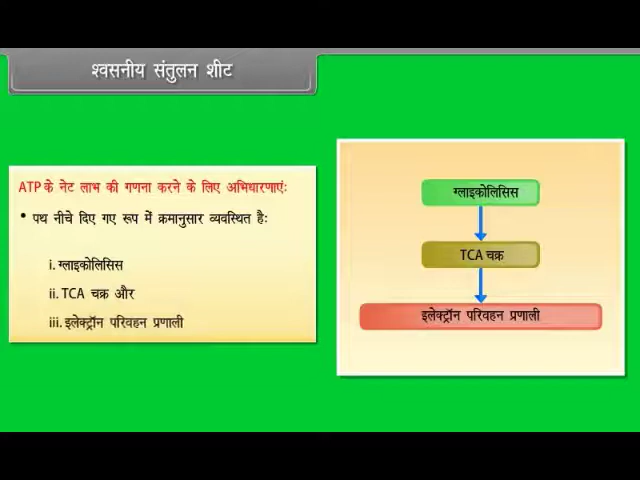 श्वसनीय संतुलन शीट
ATP के नेट लाभ की गणना करने के लिए अभिधारणाएं:
• पथ नीचे दिए गए रूप में क्रमानुसार व्यवस्थित है:
i. ग्लाइकोलिसिस
ii. TCA चक्र और
iii. इलेक्ट्रॉन परिवहन प्रणाली
ग्लाइकोलिसिस
TCA चक्र
इलेक्ट्रॉन परिवहन प्रणाली